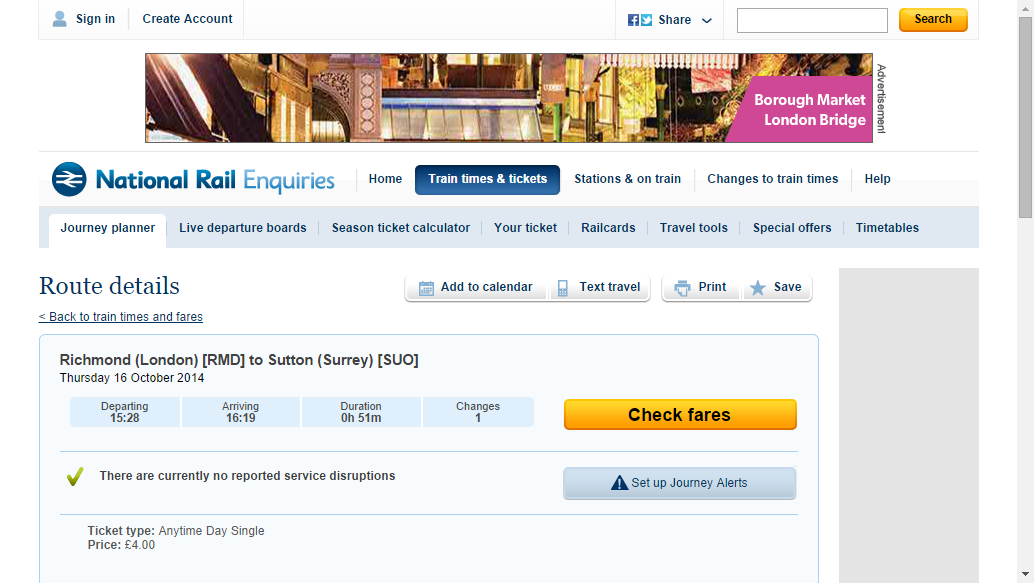 Sign in
Create Account
Share
Search
Borough Market
London Bridge
Advertisement
National Rail Enquiries
Home
Train times & tickets
Stations & on train
Changes to train times
Help
Journey planner
Live departure boards
Season ticket calculator
Your ticket
Railcards
Travel tools
Special offers
Timetables
Route details
Add to calendar
Text travel
Print
Save
< Back to train times and fares
Richmond (London) [RMD] to Sutton (Surrey) [SUO]
Thursday 16 October 2014
Departing
15:28
Arriving
16:19
Duration
0h 51m
Changes
1
Check fares
There are currently no reported service disruptions
Set up Journey Alerts
Ticket type: Anytime Day Single
Price: £4.00